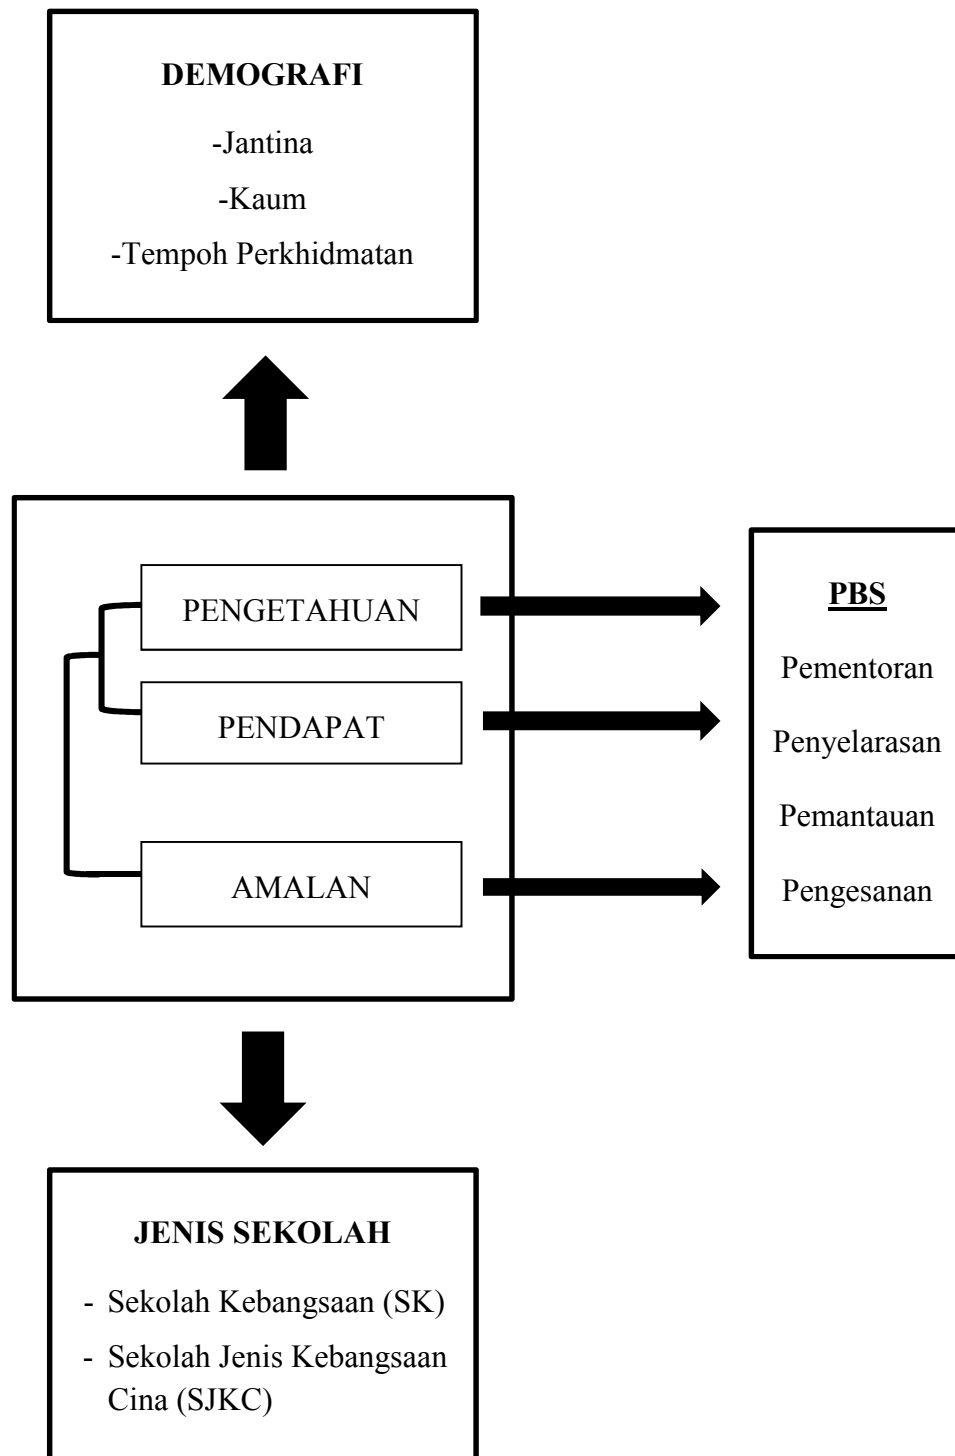 DEMOGRAFI
-Jantina
-Kaum
-Tempoh Perkhidmatan
PENGETAHUAN
PENDAPAT
AMALAN
PBS
Pementoran
Penyelarasan
Pemantauan
Pengesanan
JENIS SEKOLAH
- Sekolah Kebangsaan (SK)
- Sekolah Jenis Kebangsaan
Cina (SJKC)